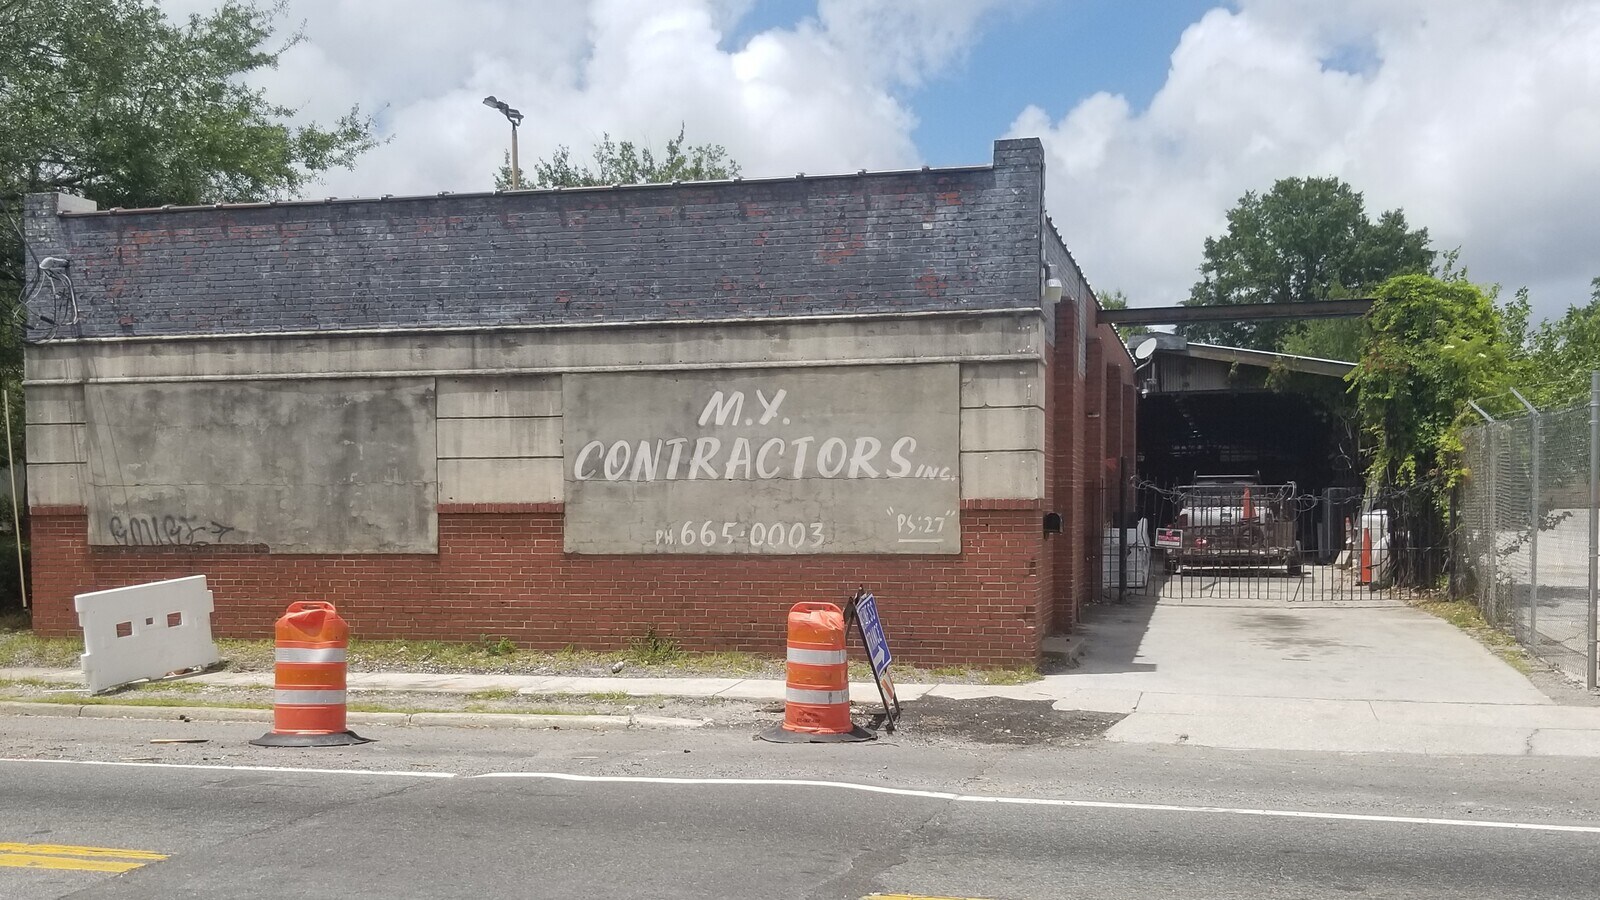 M.Y.
CONTRACTORS INC.
PH. 665-0003
"PS:27"